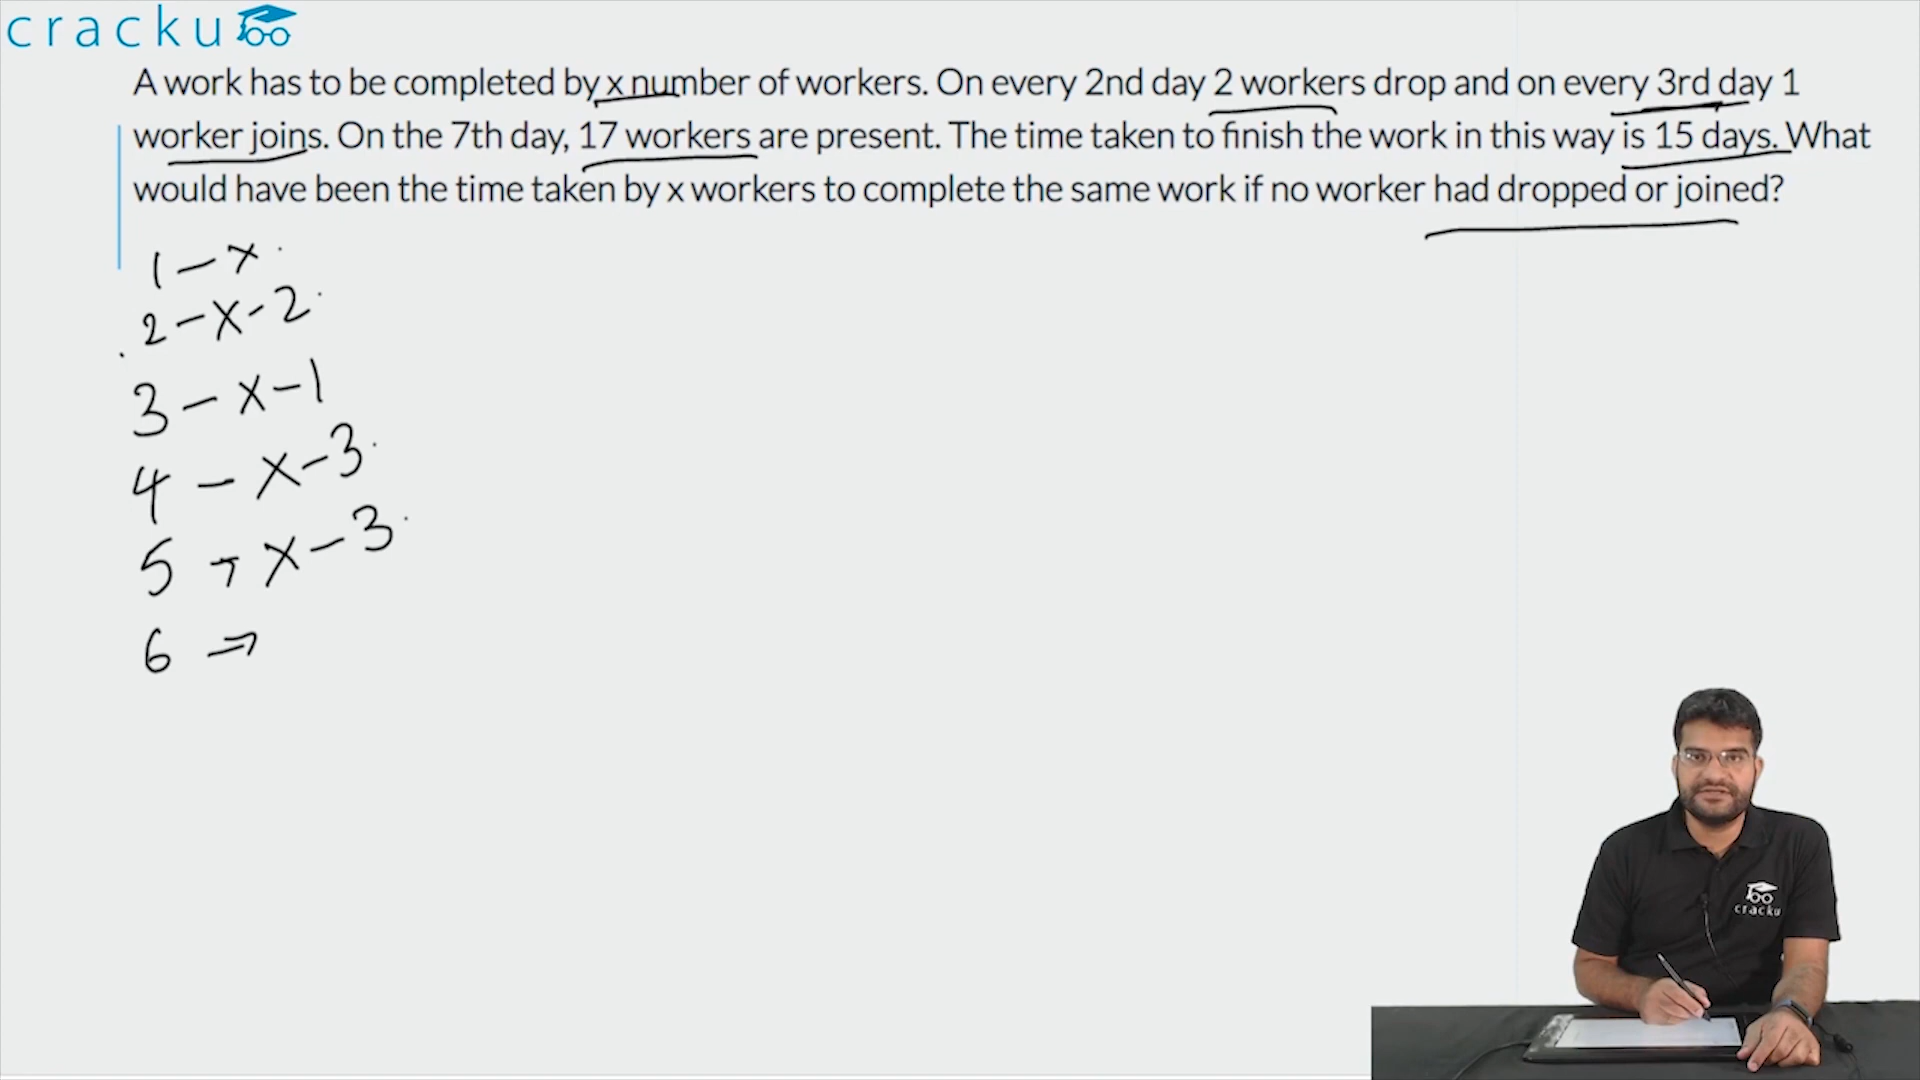 cracku
A work has to be completed by x number of workers. On every 2nd day 2 workers drop and on every 3rd day 1
worker joins. On the 7th day, 17 workers are present. The time taken to finish the work in this way is 15 days. What
would have been the time taken by x workers to complete the same work if no worker had dropped or joined?
1 – x
2 – x-2
3 – x-1
4 – x-3
5 – x-3
6 ⇒
cracku